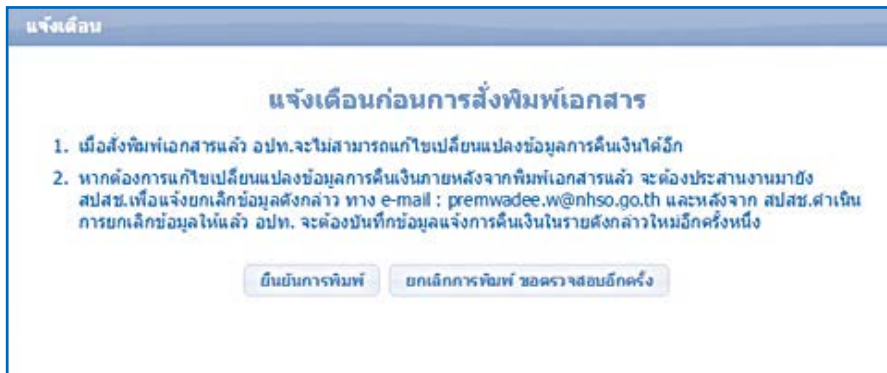 แจ้งเตือน
แจ้งเตือนก่อนการสั่งพิมพ์เอกสาร
1. เมื่อสั่งพิมพ์เอกสารแล้ว อปท.จะไม่สามารถแก้ไขเปลี่ยนแปลงข้อมูลการคืนเงินได้อีก
2. หากต้องการแก้ไขเปลี่ยนแปลงข้อมูลการคืนเงินภายหลังจากพิมพ์เอกสารแล้ว จะต้องประสานงานมายัง
สปสช.เพื่อแจ้งยกเลิกข้อมูลดังกล่าว ทาง e-mail : premwadee.w@nhso.go.th และหลังจาก สปสช.ดำเนิน
การยกเลิกข้อมูลให้แล้ว อปท. จะต้องบันทึกข้อมูลแจ้งการคืนเงินในรายดังกล่าวใหม่อีกครั้งหนึ่ง
ยืนยันการพิมพ์ ยกเลิกการพิมพ์ ขอตรวจสอบอีกครั้ง